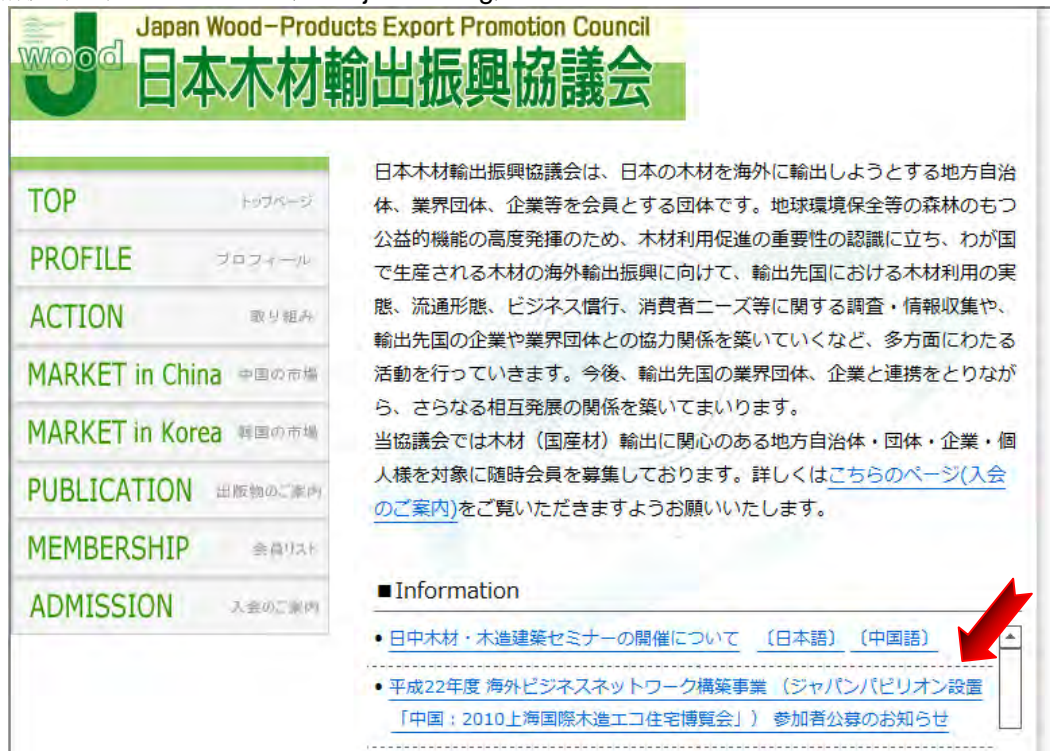 Japan Wood-Products Export Promotion Council
wood J
日本木材輸出振興協議会
TOP トップページ
PROFILE プロフィール
ACTION 取り組み
MARKET in China 中国の市場
MARKET in Korea 韓国の市場
PUBLICATION 出版物のご案内
MEMBERSHIP 会員リスト
ADMISSION 入会のご案内
日本木材輸出振興協議会は、日本の木材を海外に輸出しようとする地方自治
体、業界団体、企業等を会員とする団体です。地球環境保全等の森林のもつ
公益的機能の高度発揮のため、木材利用促進の重要性の認識に立ち、わが国
で生産される木材の海外輸出振興に向けて、輸出先国における木材利用の実
態、流通形態、ビジネス慣行、消費者ニーズ等に関する調査・情報収集や、
輸出先国の企業や業界団体との協力関係を築いていくなど、多方面にわたる
活動を行っていきます。今後、輸出先国の業界団体、企業と連携をとりなが
ら、さらなる相互発展の関係を築いてまいります。
当協議会では木材（国産材）輸出に関心のある地方自治体・団体・企業・個
人様を対象に随時会員を募集しております。詳しくはこちらのページ(入会
のご案内)をご覧いただきますようお願いいたします。
■Information
• 日中木材・木造建築セミナーの開催について 〔日本語〕 〔中国語〕
• 平成22年度 海外ビジネスネットワーク構築事業 （ジャパンパビリオン設置
「中国：2010上海国際木造エコ住宅博覧会」） 参加者公募のお知らせ